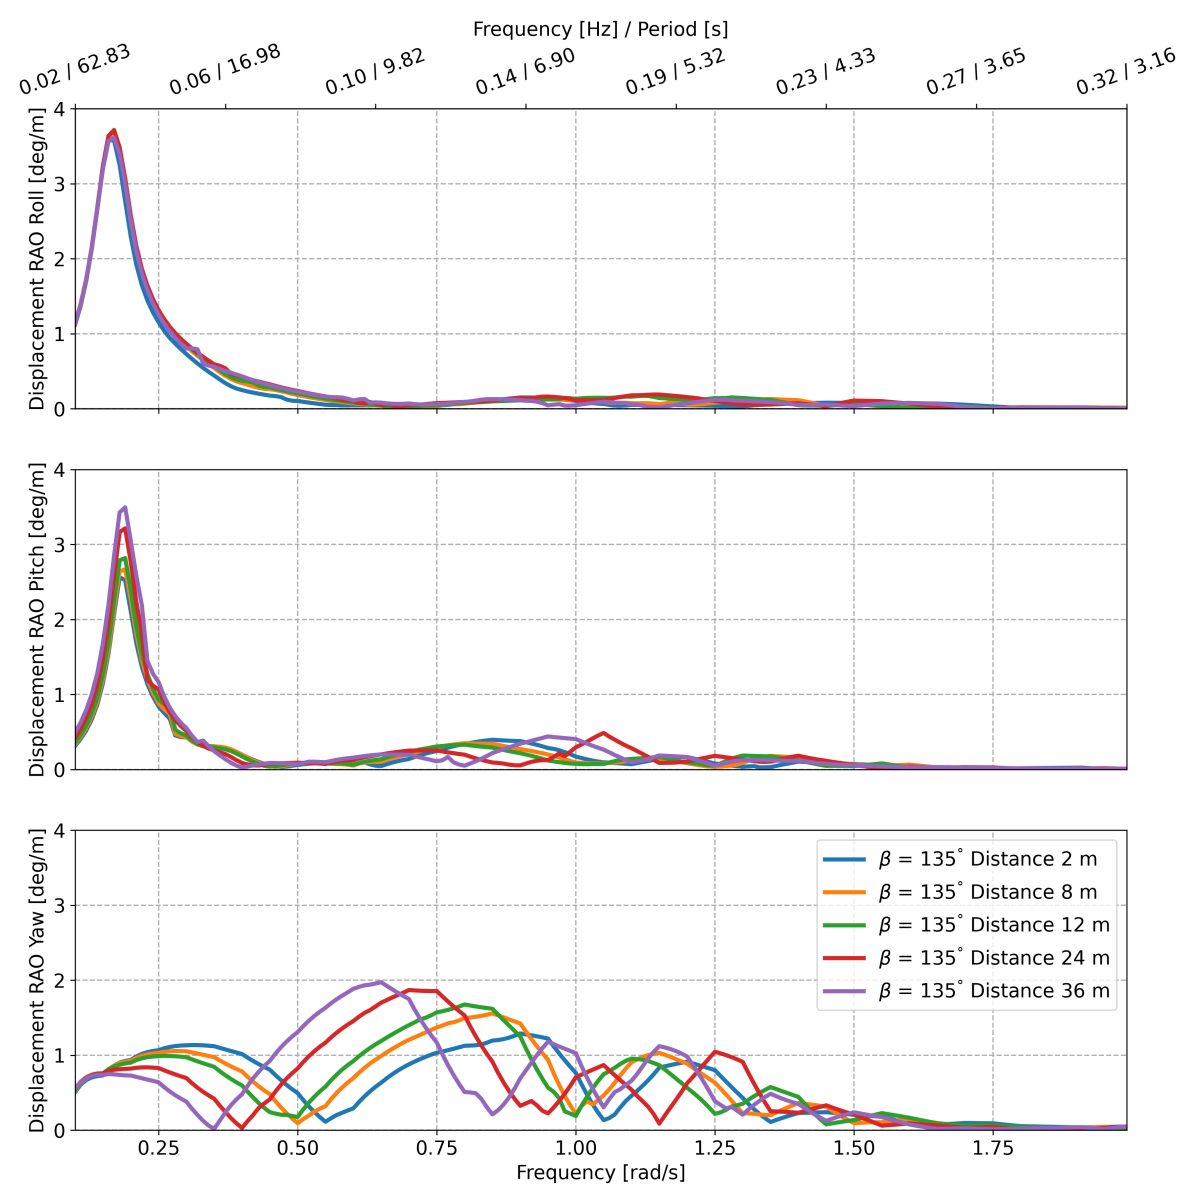 Frequency [Hz] / Period [s]
0.02 / 62.83
0.06 / 16.98
0.10 / 9.82
0.14 / 6.90
0.19 / 5.32
0.23 / 4.33
0.27 / 3.65
0.32 / 3.16
Displacement RAO Roll [deg/m]
4
3
2
1
0
Displacement RAO Pitch [deg/m]
4
3
2
1
0
Displacement RAO Yaw [deg/m]
4
3
2
1
0
β = 135° Distance 2 m
β = 135° Distance 8 m
β = 135° Distance 12 m
β = 135° Distance 24 m
β = 135° Distance 36 m
0.25 0.50 0.75 1.00 1.25 1.50 1.75
Frequency [rad/s]